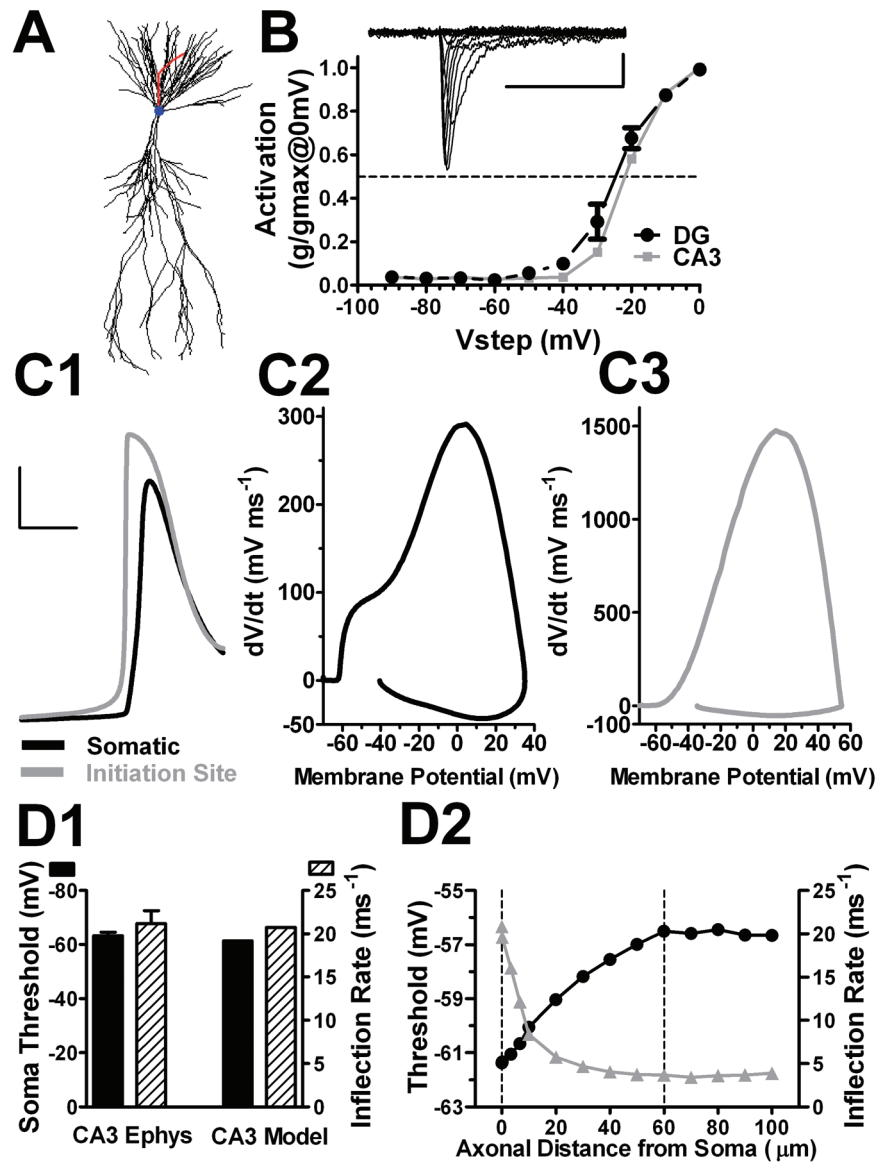 A
B
Activation
(g/gmax@0mV)
1.0
0.8
0.6
0.4
0.2
0.0
-100
-80
-60
-40
-20
0
Vstep (mV)
DG
CA3
C1
Somatic
Initiation Site
C2
dV/dt (mV ms-1)
300
200
100
0
-50
-60
-40
-20
0
20
40
Membrane Potential (mV)
C3
dV/dt (mV ms-1)
1500
1000
500
0
-100
-60
-40
-20
0
20
40
60
Membrane Potential (mV)
D1
Soma Threshold (mV)
-80
-60
-40
-20
0
25
20
15
10
5
0
Inflection Rate (ms-1)
CA3 Ephys
CA3 Model
D2
Threshold (mV)
-55
-57
-59
-61
-63
25
20
15
10
5
0
Inflection Rate (ms-1)
0
20
40
60
80
100
Axonal Distance from Soma (µm)